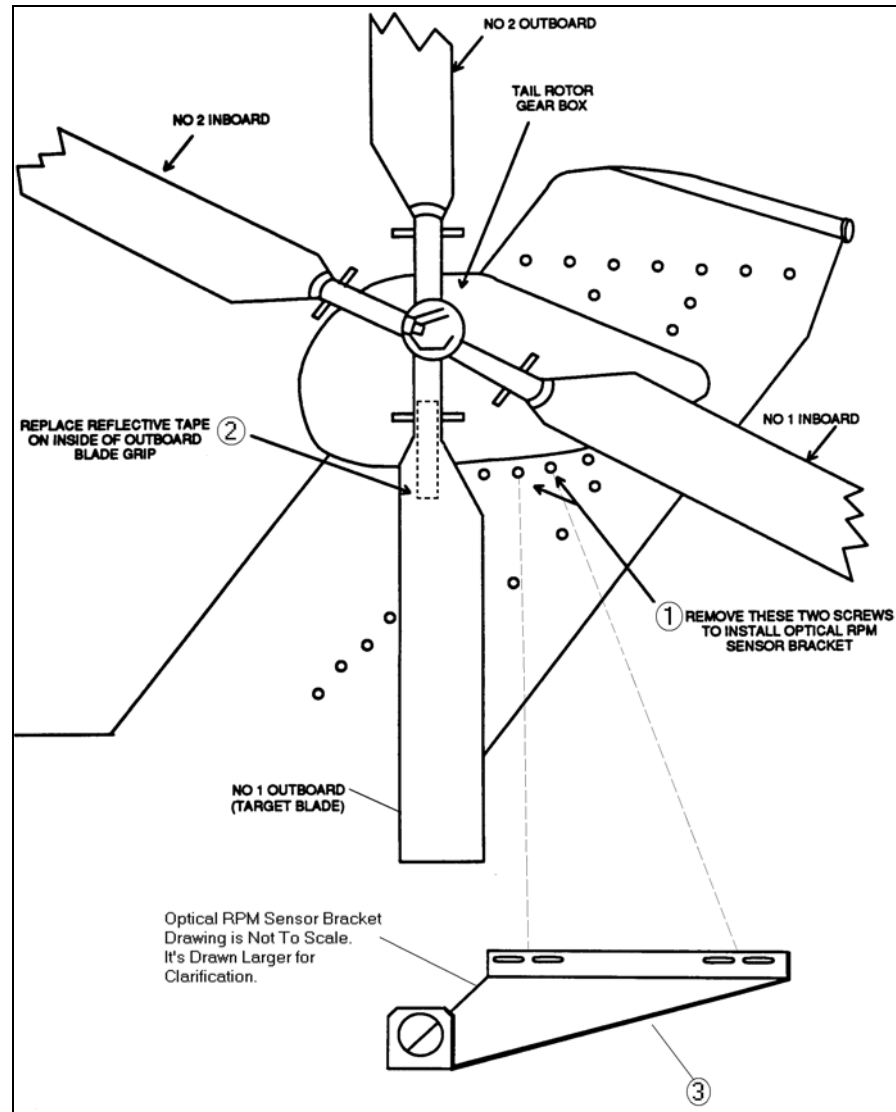 NO 2 OUTBOARD
TAIL ROTOR
GEAR BOX
NO 2 INBOARD
NO 1 INBOARD
REPLACE REFLECTIVE TAPE
ON INSIDE OF OUTBOARD
BLADE GRIP
②
① REMOVE THESE TWO SCREWS
TO INSTALL OPTICAL RPM
SENSOR BRACKET
NO 1 OUTBOARD
(TARGET BLADE)
Optical RPM Sensor Bracket
Drawing is Not To Scale.
It's Drawn Larger for
Clarification.
③